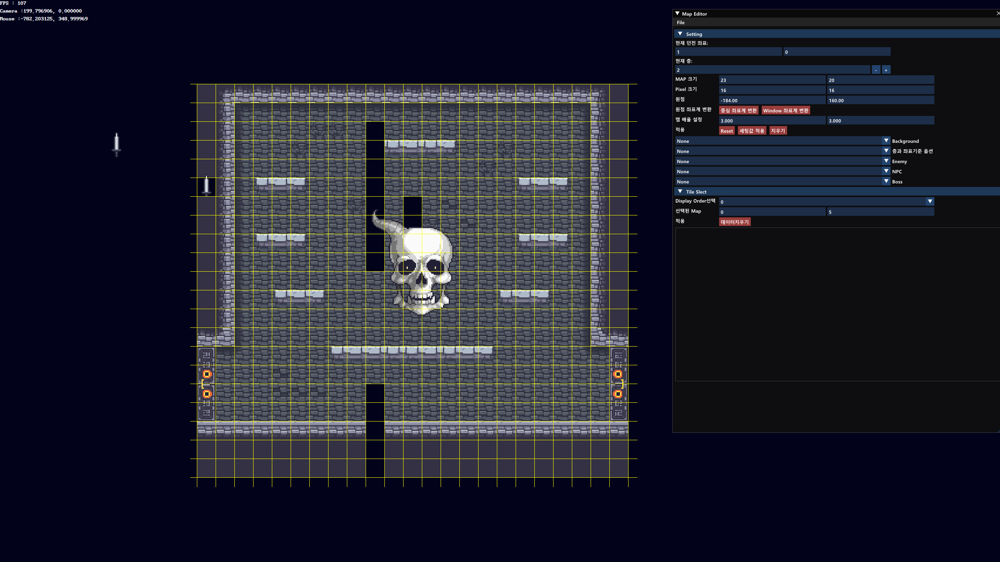 FPS : 107
Camera :199.796906, 0.000000
Mouse :-782.203125, 348.999969
Map Editor
File
Setting
현재 던전 좌표:
1 0
현재 층:
2 - +
MAP 크기 23 20
Pixel 크기 16 16
원점 -184.00 160.00
원점 좌표계 변환 중심 좌표계 변환 Window 좌표계 변환
맵 배율 설정 3.000 3.000
적용 Reset 세팅값 적용 지우기
None Background
None 층과 좌표기준 옵션
None Enemy
None NPC
None Boss
Tile Slect
Display Order선택 0
선택된 Map 0 5
적용 데이터지우기